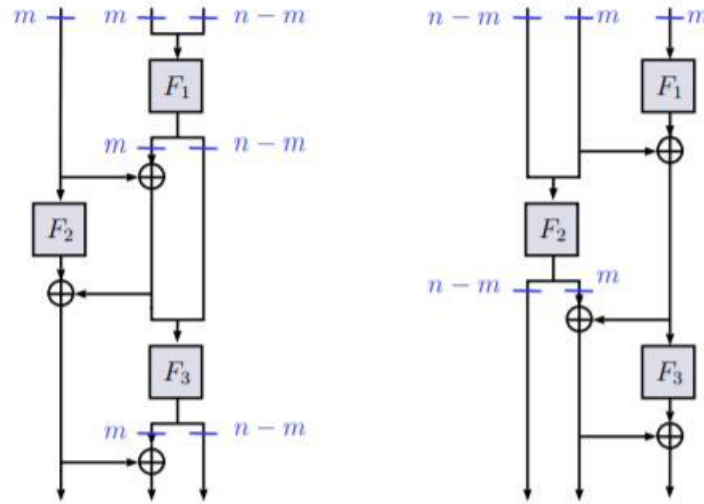 m m n − m n − m m m
F₁ F₁
m n − m
F₂ F₂
n − m m
F₃ F₃
m n − m